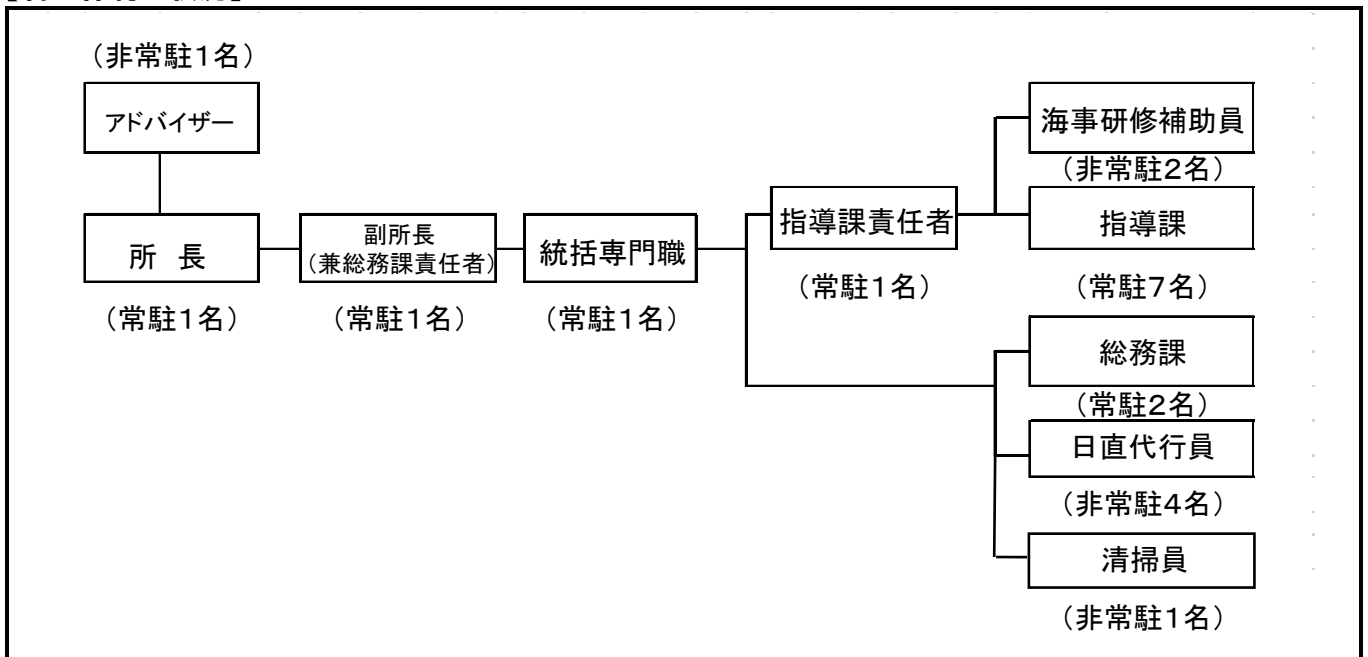 （非常駐１名）
アドバイザー
所　長
（常駐１名）
副所長
（兼総務課責任者）
（常駐１名）
統括専門職
（常駐１名）
指導課責任者
（常駐１名）
海事研修補助員
（非常駐２名）
指導課
（常駐７名）
総務課
（常駐２名）
日直代行員
（非常駐４名）
清掃員
（非常駐１名）